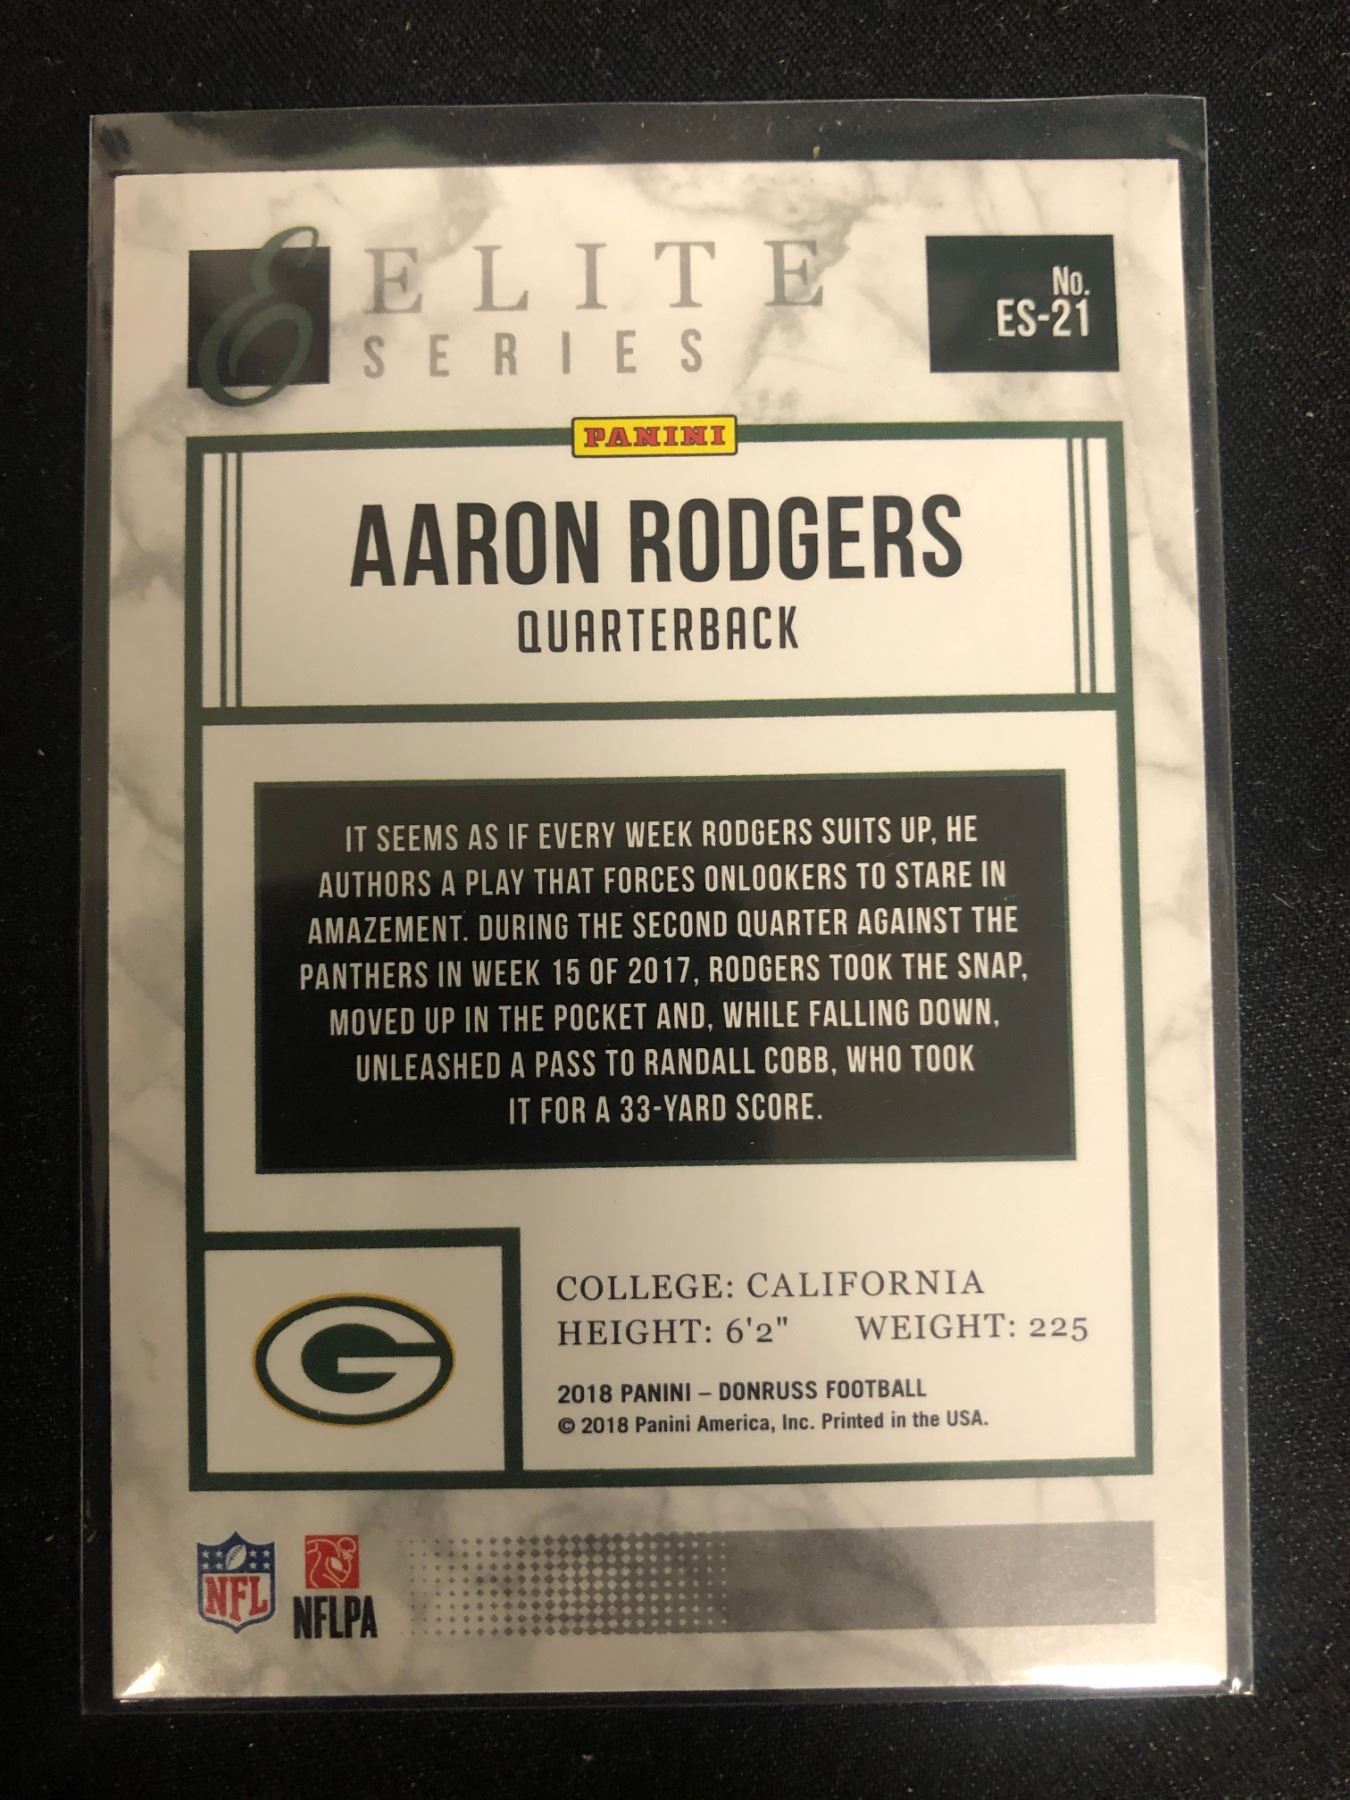 E ELITE
SERIES
No.
ES-21
PANINI
AARON RODGERS
QUARTERBACK
IT SEEMS AS IF EVERY WEEK RODGERS SUITS UP, HE
AUTHORS A PLAY THAT FORCES ONLOOKERS TO STARE IN
AMAZEMENT. DURING THE SECOND QUARTER AGAINST THE
PANTHERS IN WEEK 15 OF 2017, RODGERS TOOK THE SNAP,
MOVED UP IN THE POCKET AND, WHILE FALLING DOWN,
UNLEASHED A PASS TO RANDALL COBB, WHO TOOK
IT FOR A 33-YARD SCORE.
G
COLLEGE: CALIFORNIA
HEIGHT: 6'2" WEIGHT: 225
2018 PANINI – DONRUSS FOOTBALL
© 2018 Panini America, Inc. Printed in the USA.
NFL
NFLPA